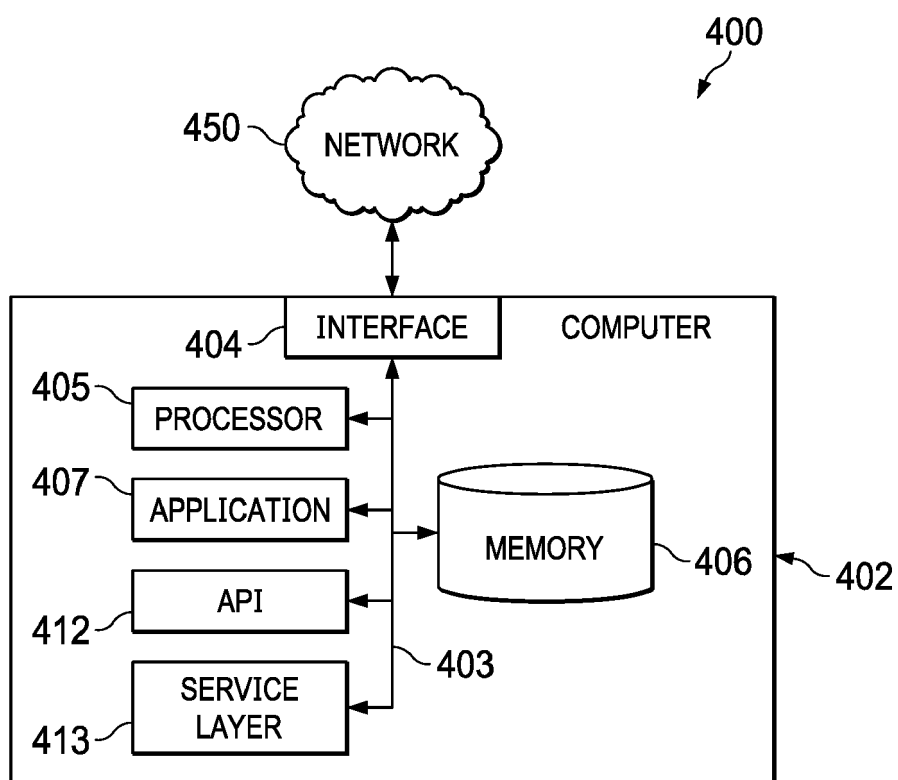 400
450
NETWORK
404
INTERFACE
COMPUTER
405
PROCESSOR
407
APPLICATION
MEMORY
406
402
API
412
403
SERVICE
LAYER
413